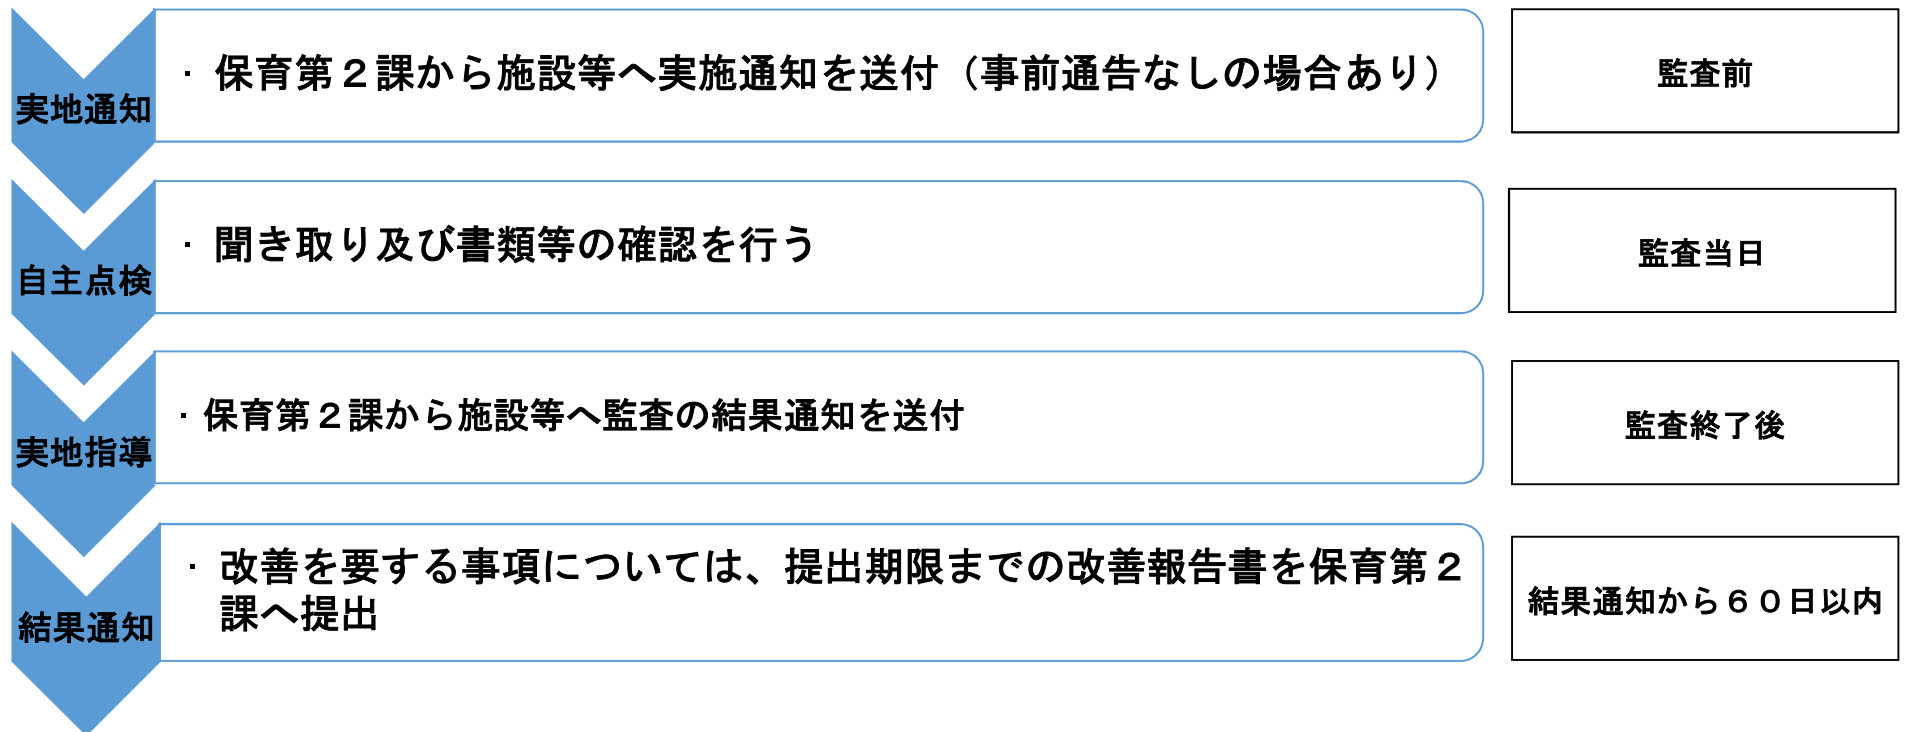 実地通知
・保育第２課から施設等へ実施通知を送付（事前通告なしの場合あり）
監査前
自主点検
・聞き取り及び書類等の確認を行う
監査当日
実地指導
・保育第２課から施設等へ監査の結果通知を送付
監査終了後
結果通知
・改善を要する事項については、提出期限までの改善報告書を保育第２
課へ提出
結果通知から６０日以内